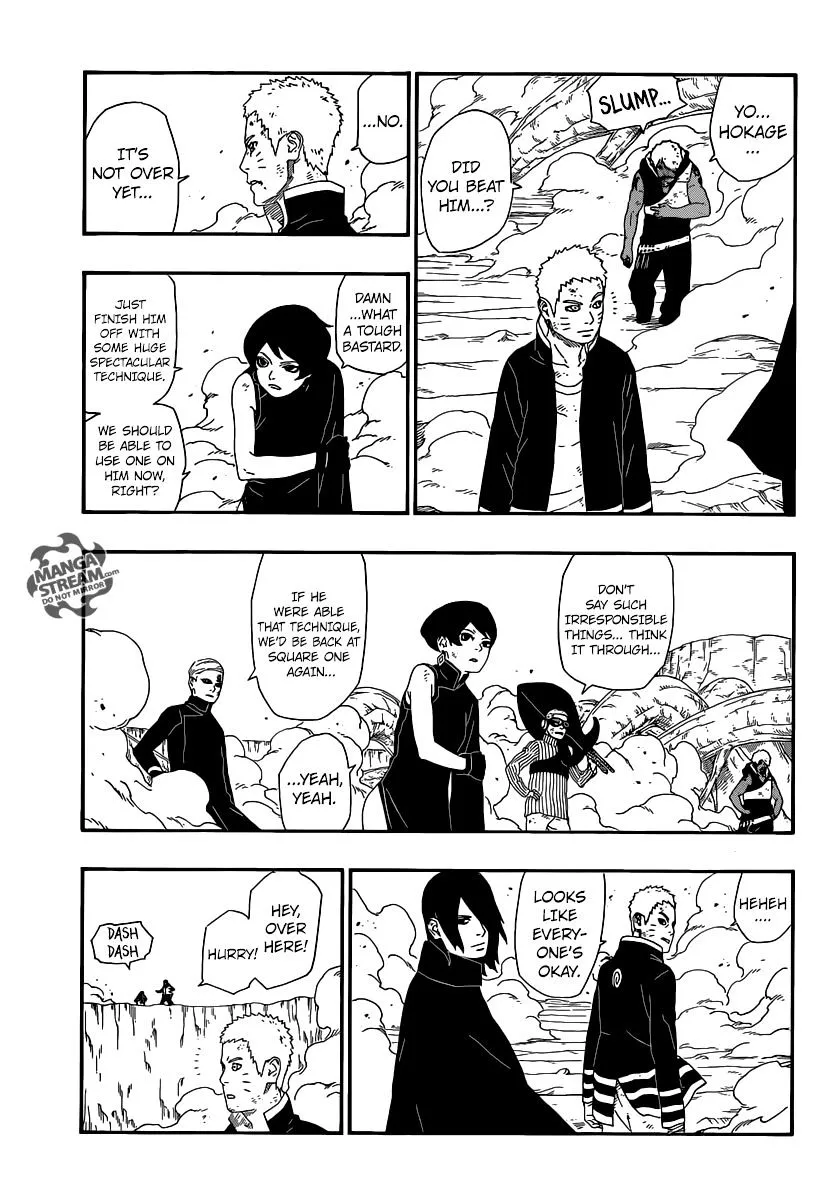 YO...
HOKAGE
...
SLUMP...
DID
YOU BEAT
HIM...?
...NO.
IT'S
NOT OVER
YET...
DAMN
...WHAT
A TOUGH
BASTARD.
JUST
FINISH HIM
OFF WITH
SOME HUGE
SPECTACULAR
TECHNIQUE.
WE SHOULD
BE ABLE TO
USE ONE ON
HIM NOW,
RIGHT?
DON'T
SAY SUCH
IRRESPONSIBLE
THINGS... THINK
IT THROUGH...
IF HE
WERE ABLE
THAT TECHNIQUE,
WE'D BE BACK AT
SQUARE ONE
AGAIN...
...YEAH,
YEAH.
MANGA
STREAM.com
DO NOT MIRROR
HEHEH
....
LOOKS
LIKE
EVERY-
ONE'S
OKAY.
HEY,
OVER
HERE!
HURRY!
DASH
DASH